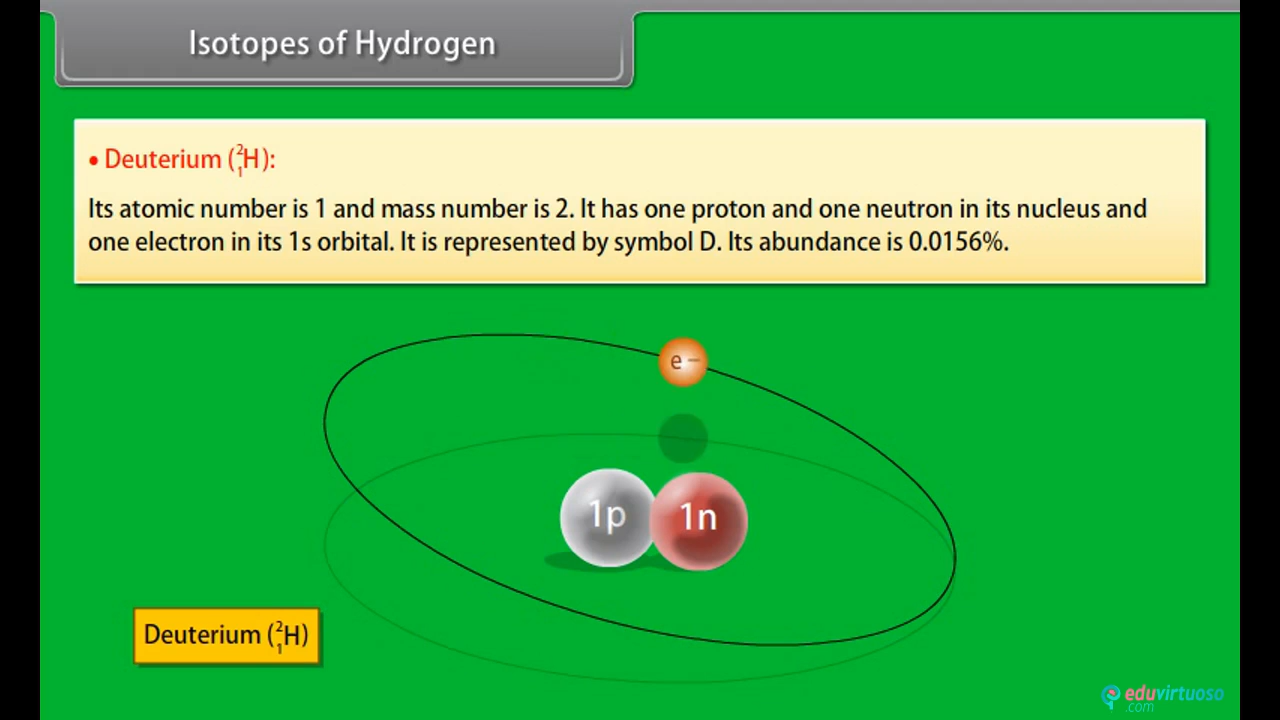 Isotopes of Hydrogen
• Deuterium (²₁H):
Its atomic number is 1 and mass number is 2. It has one proton and one neutron in its nucleus and
one electron in its 1s orbital. It is represented by symbol D. Its abundance is 0.0156%.
e⁻
1p
1n
Deuterium (²₁H)
eduvirtuoso
.com